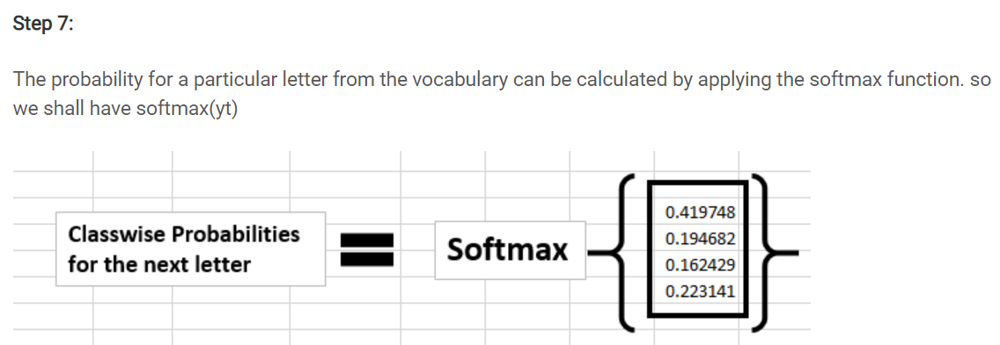 Step 7:
The probability for a particular letter from the vocabulary can be calculated by applying the softmax function. so
we shall have softmax(yt)
Classwise Probabilities
for the next letter
Softmax
0.419748
0.194682
0.162429
0.223141